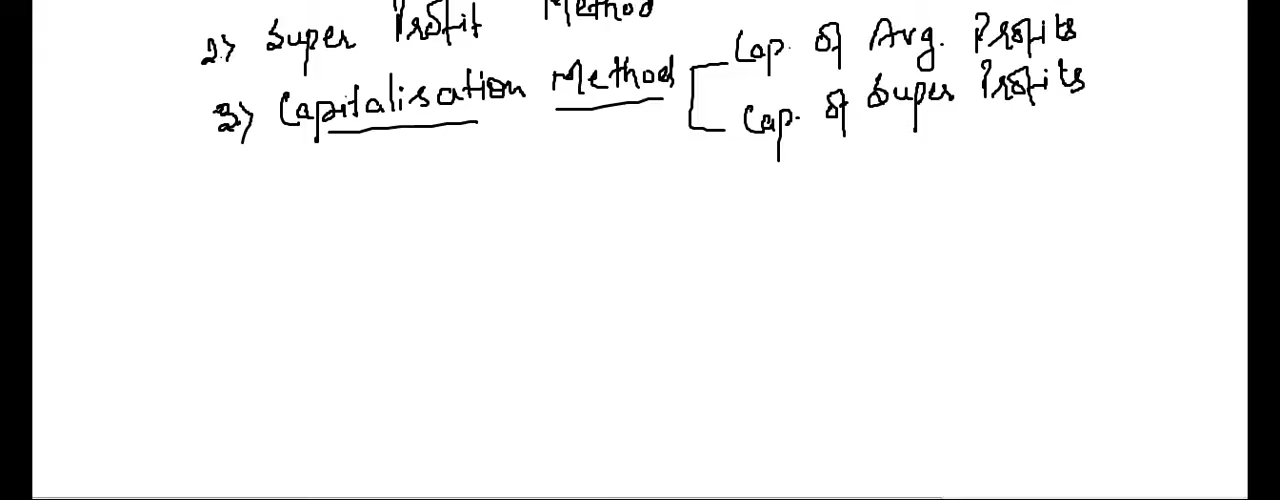 2.> Super Profit Method
3> Capitalisation Method
Cap. of Avg. Profits
Cap. of Super Profits